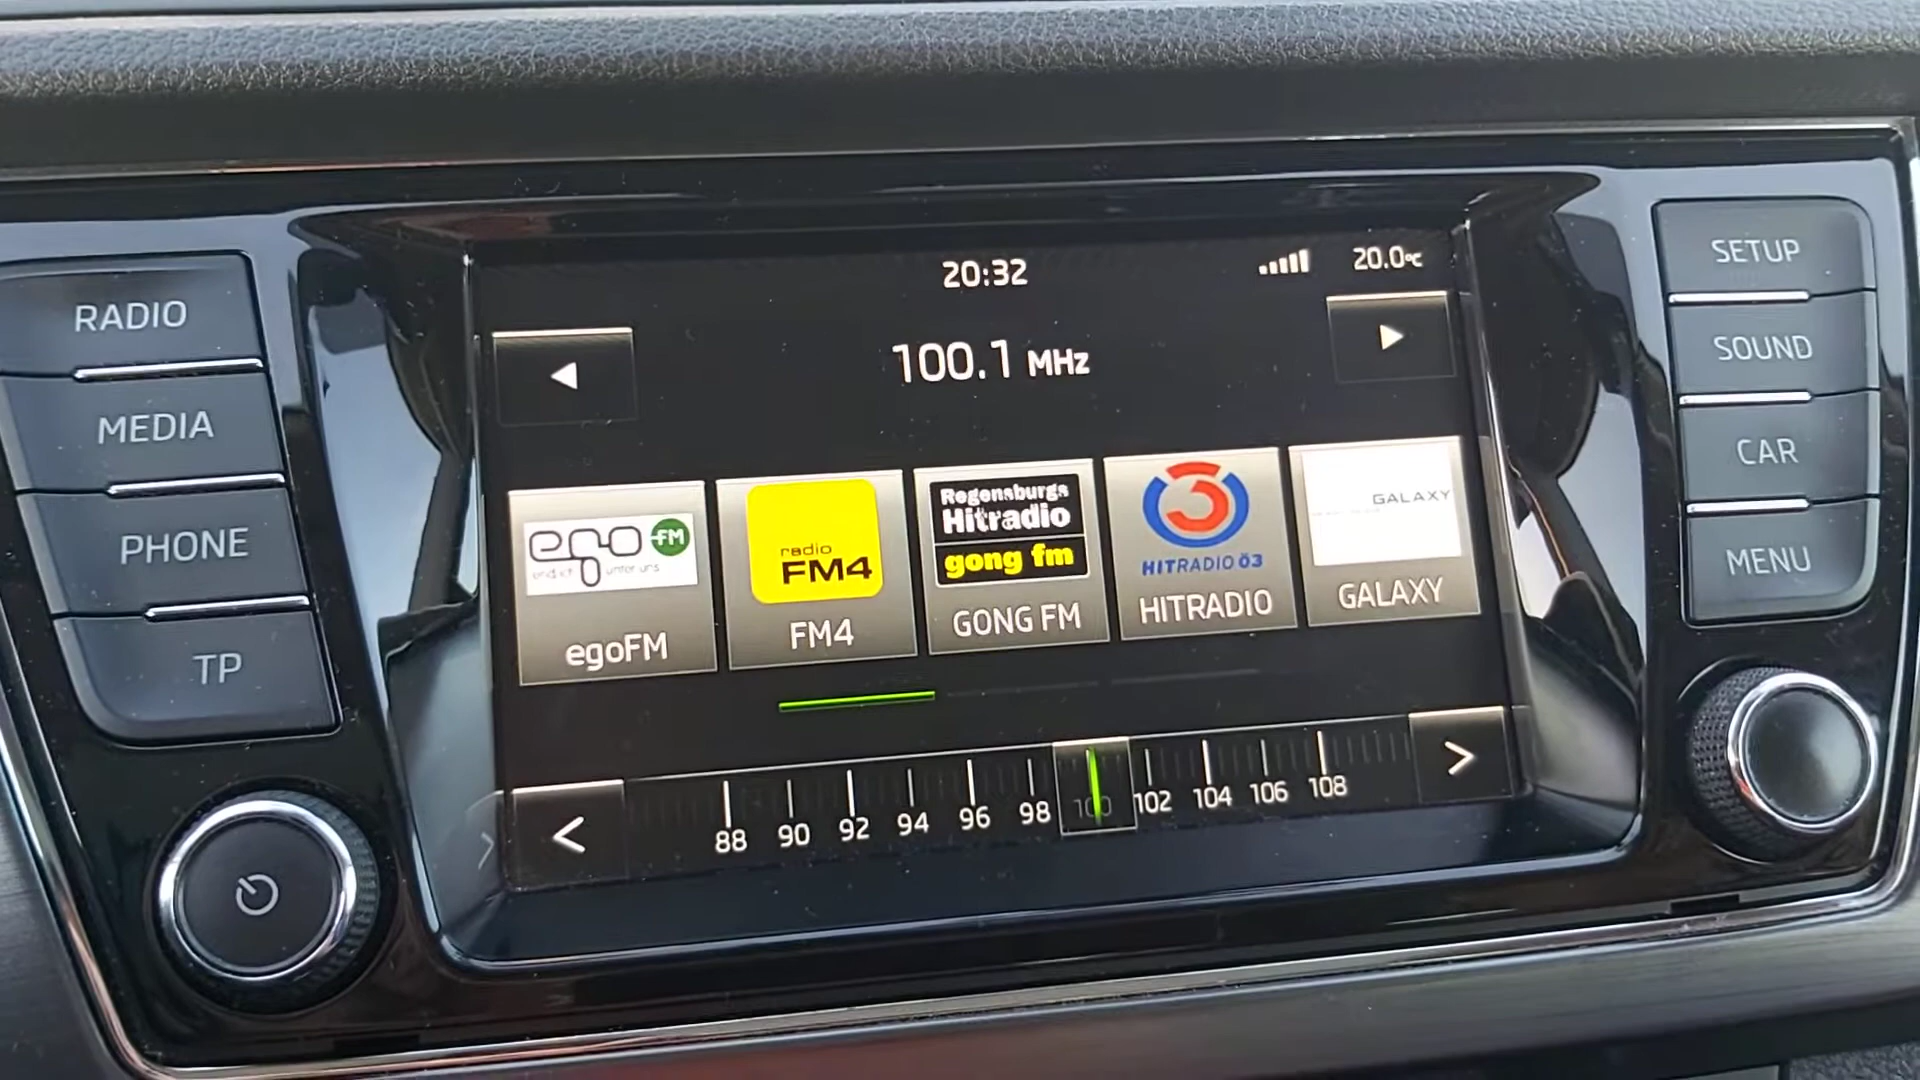 RADIO
MEDIA
PHONE
TP
20:32
20.0°C
100.1 MHz
ego FM
egoFM
radio
FM4
FM4
Regensburgs
Hitradio
gong fm
GONG FM
HITRADIO Ö3
HITRADIO
GALAXY
GALAXY
88 90 92 94 96 98 100 102 104 106 108
SETUP
SOUND
CAR
MENU